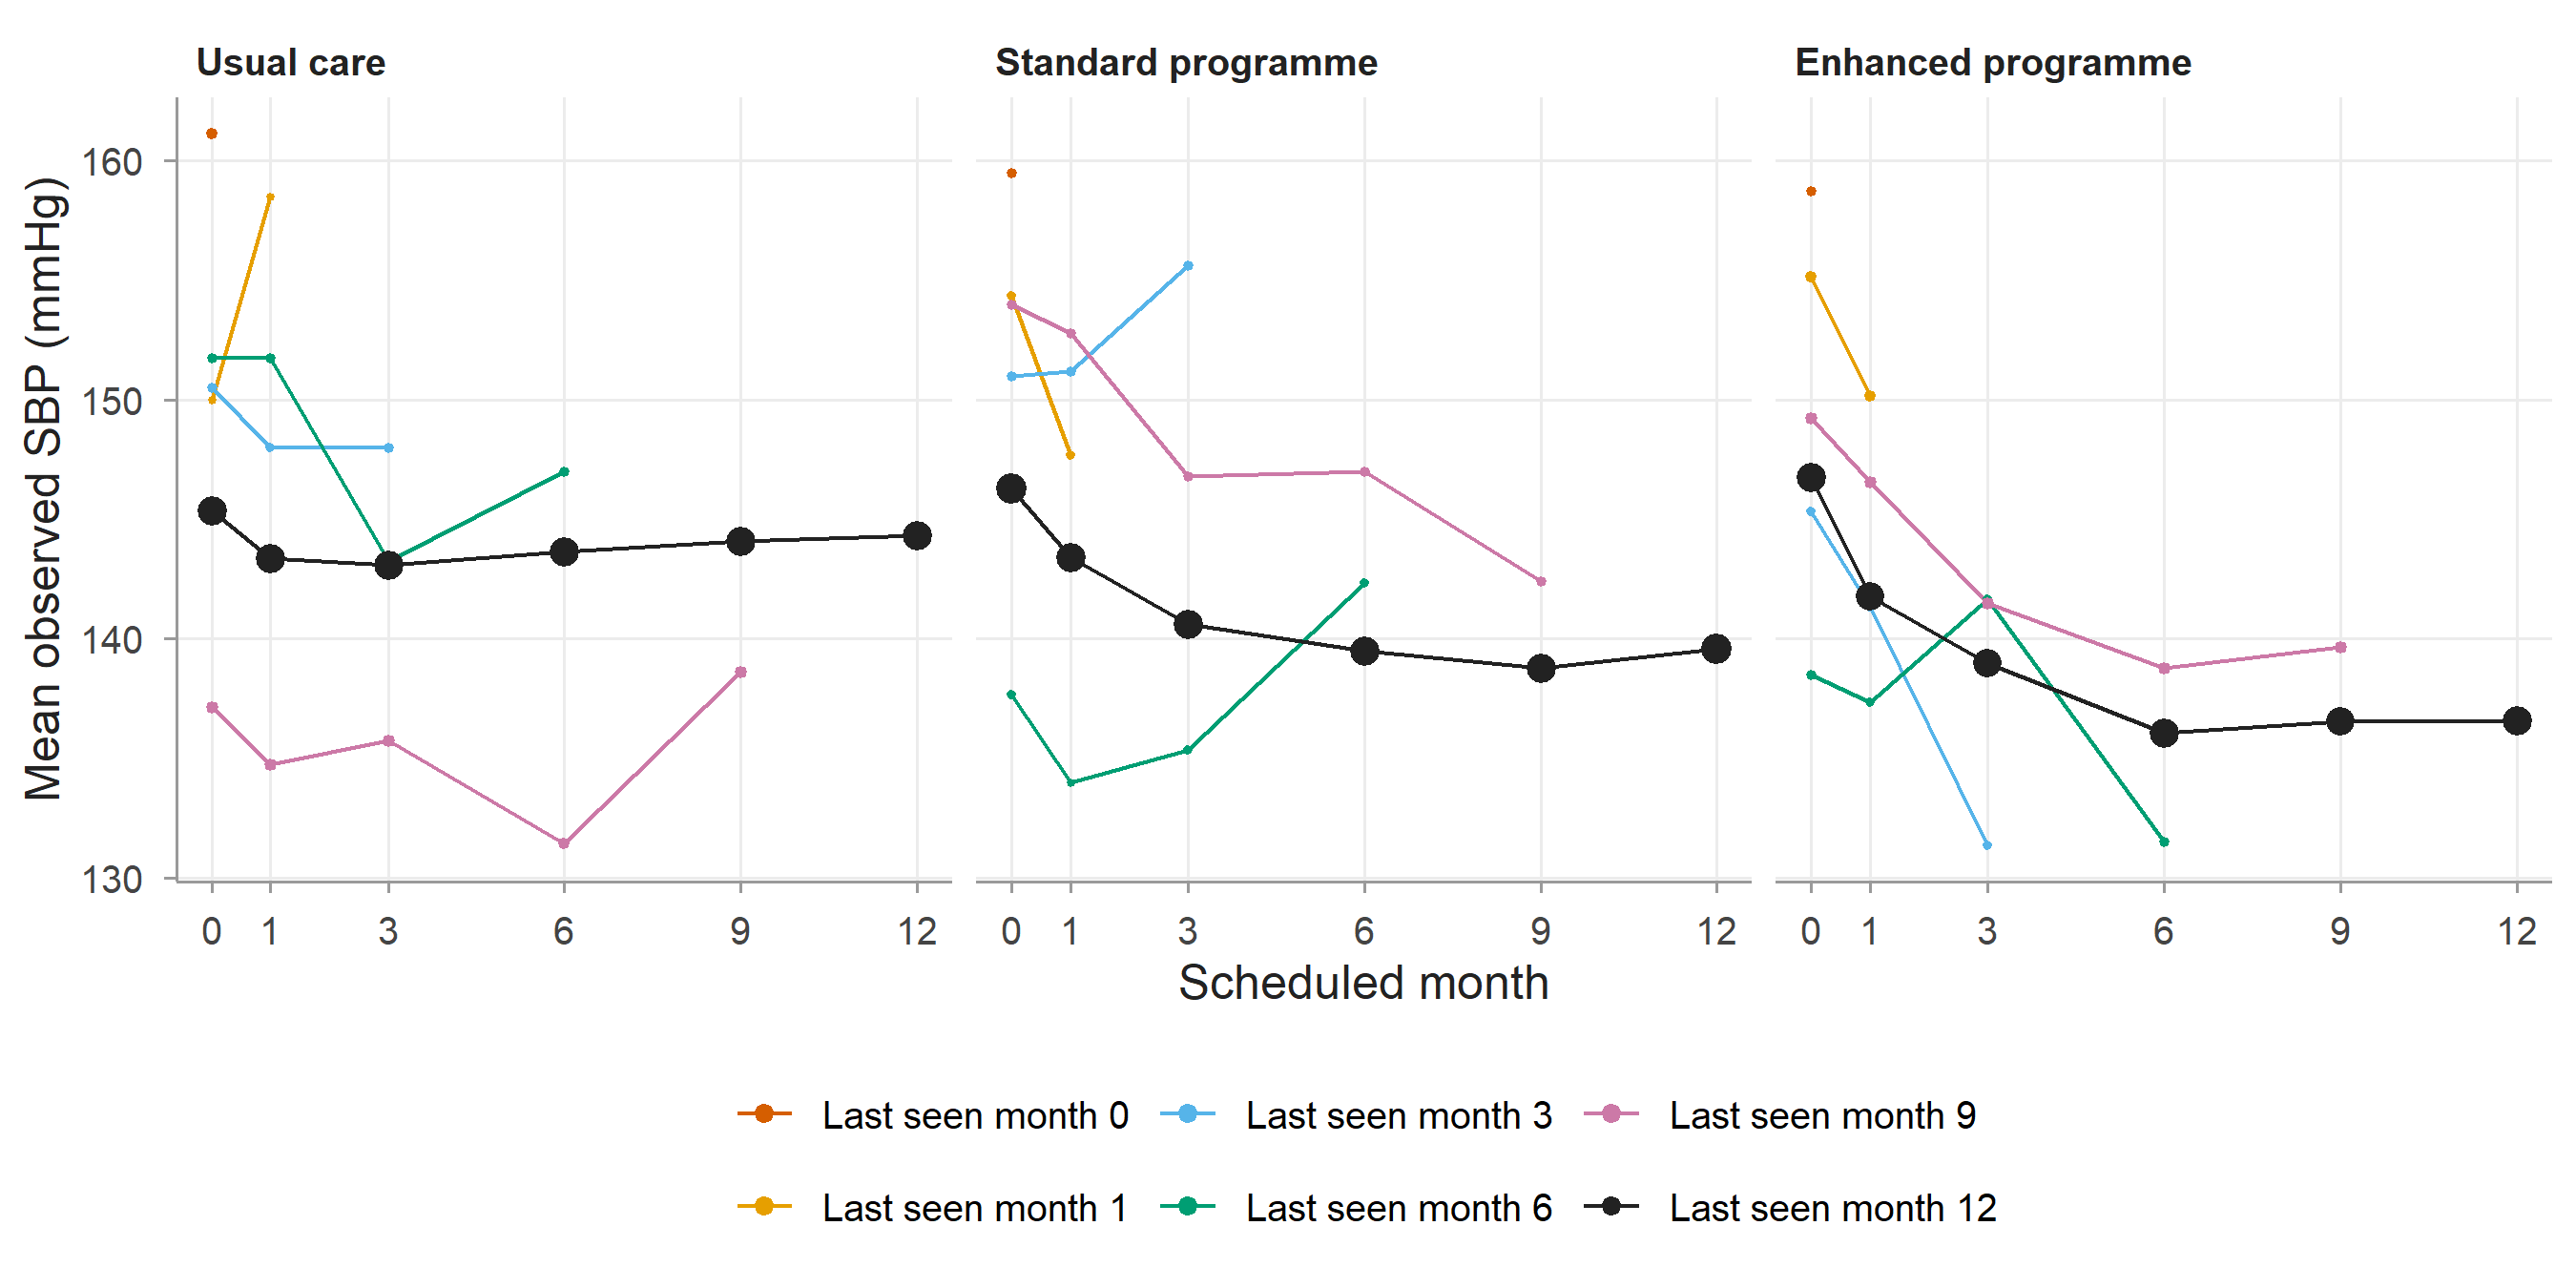 Usual care
Standard programme
Enhanced programme
Mean observed SBP (mmHg)
160
150
140
130
0 1 3 6 9 12
0 1 3 6 9 12
0 1 3 6 9 12
Scheduled month
Last seen month 0
Last seen month 3
Last seen month 9
Last seen month 1
Last seen month 6
Last seen month 12